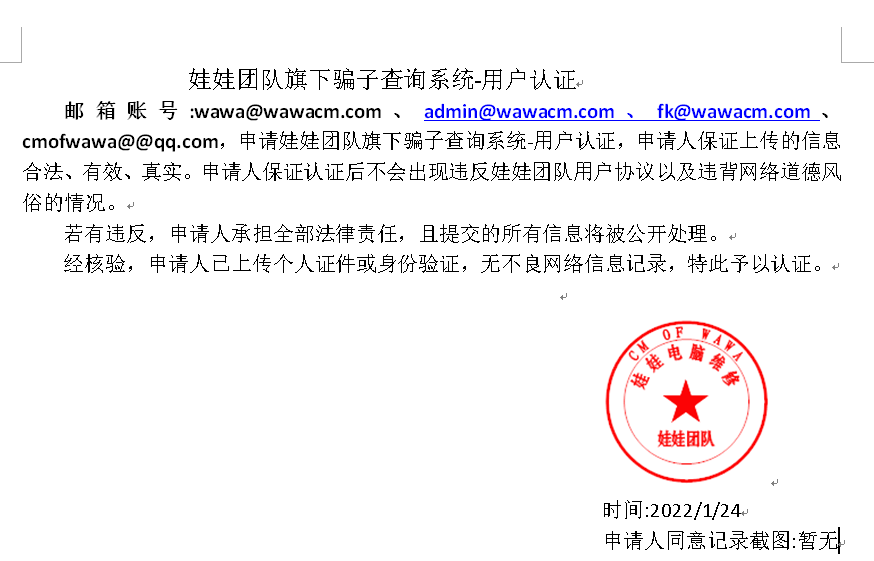 娃娃团队旗下骗子查询系统-用户认证
邮箱账号:wawa@wawacm.com、admin@wawacm.com、fk@wawacm.com、
cmofwawa@@qq.com，申请娃娃团队旗下骗子查询系统-用户认证，申请人保证上传的信息
合法、有效、真实。申请人保证认证后不会出现违反娃娃团队用户协议以及违背网络道德风
俗的情况。
若有违反，申请人承担全部法律责任，且提交的所有信息将被公开处理。
经核验，申请人已上传个人证件或身份验证，无不良网络信息记录，特此予以认证。
CM OF WAWA
娃娃电脑维修
娃娃团队
时间:2022/1/24
申请人同意记录截图:暂无